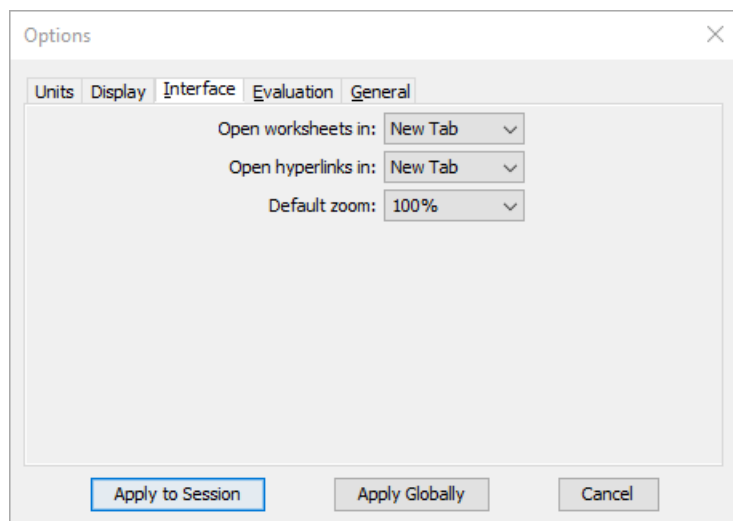 Options
Units Display Interface Evaluation General
Open worksheets in: New Tab
Open hyperlinks in: New Tab
Default zoom: 100%
Apply to Session Apply Globally Cancel